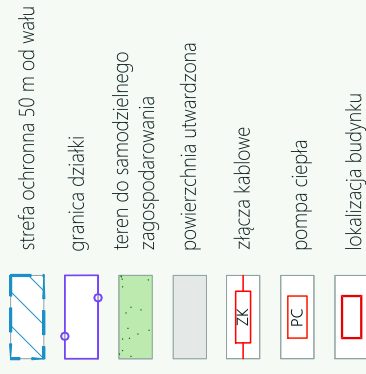 strefa ochronna 50 m od wału
granica działki
teren do samodzielnego
zagospodarowania
powierzchnia utwardzona
ZK
złącza kablowe
PC
pompa ciepła
lokalizacja budynku